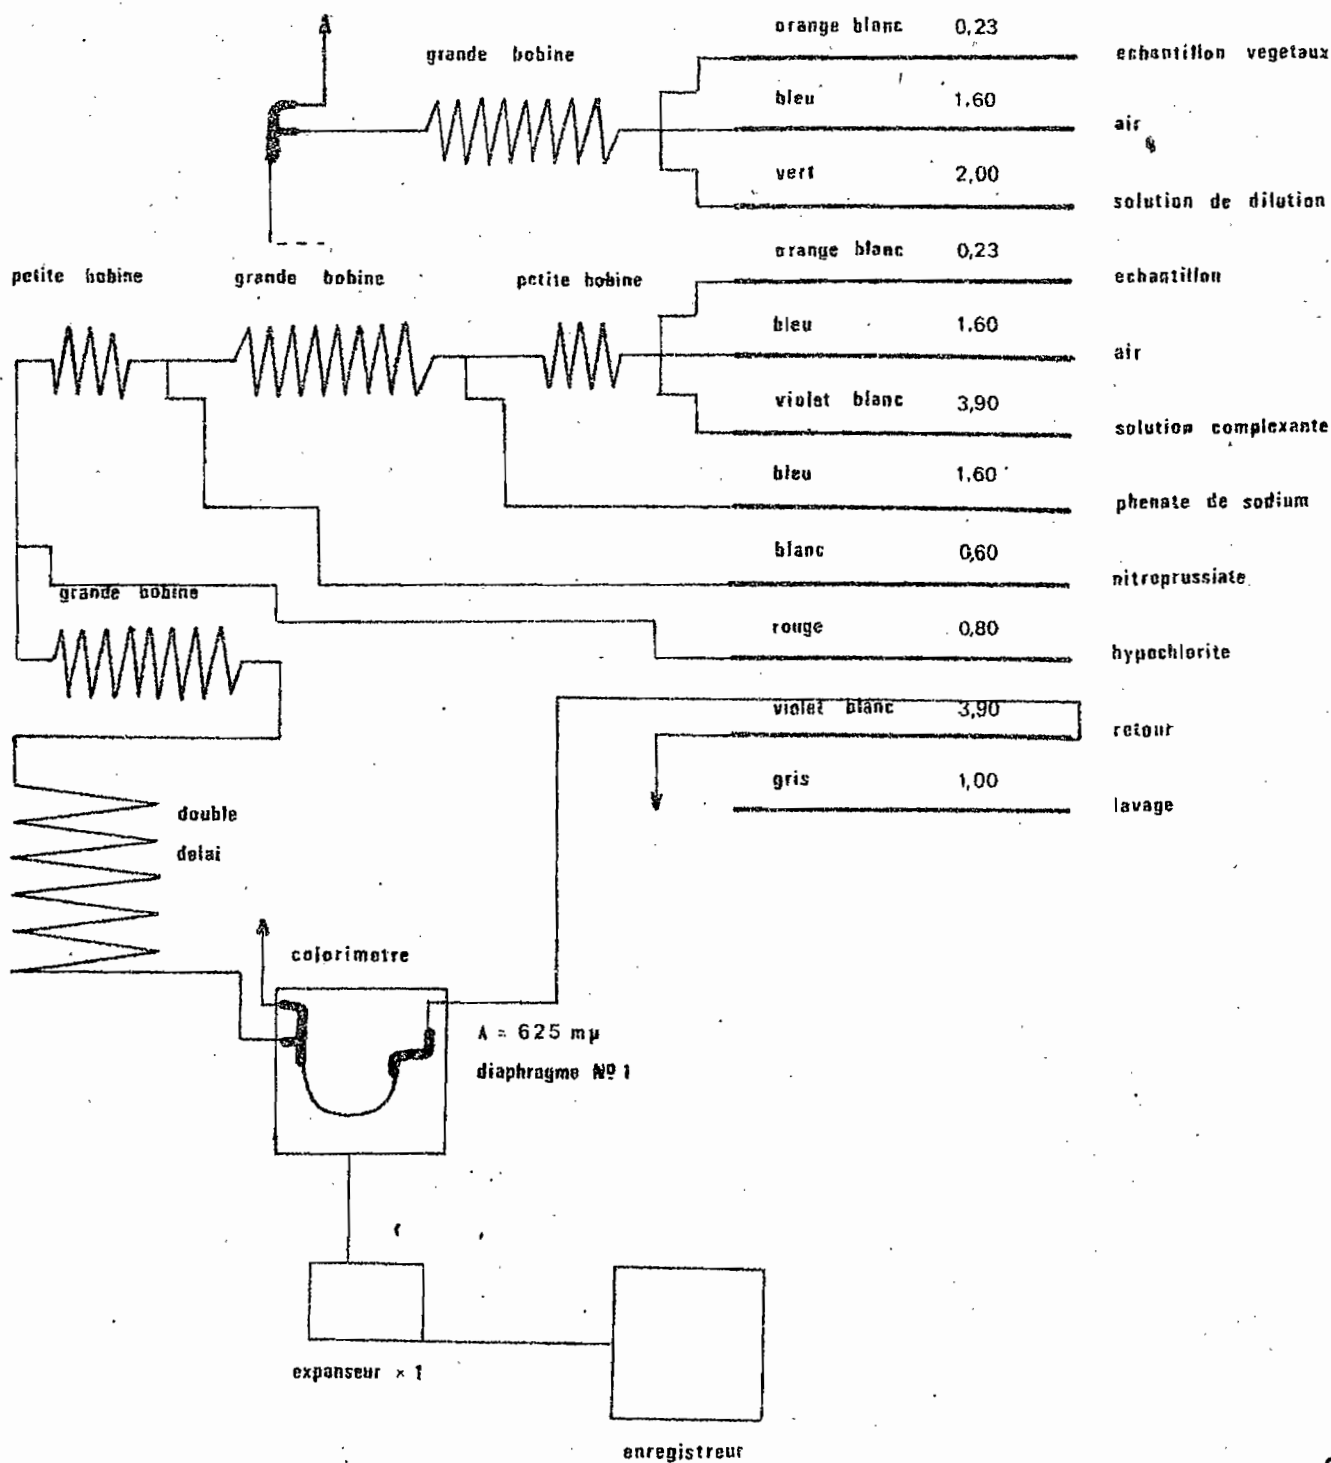 orange blanc 0,23
echantillon vegetaux
grande bobine
bleu 1.60
air
vert 2,00
solution de dilution
orange blanc 0,23
petite bobine grande bobine petite bobine
echantillon
bleu 1.60
air
violet blanc 3,90
solution complexante
bleu 1,60
phenate de sodium
blanc 0,60
nitroprussiate
grande bobine
rouge 0,80
hypochlorite
violet blanc 3,90
retour
gris 1,00
lavage
double
delai
colorimetre
λ = 625 mµ
diaphragme Nº 1
expanseur × 1
enregistreur